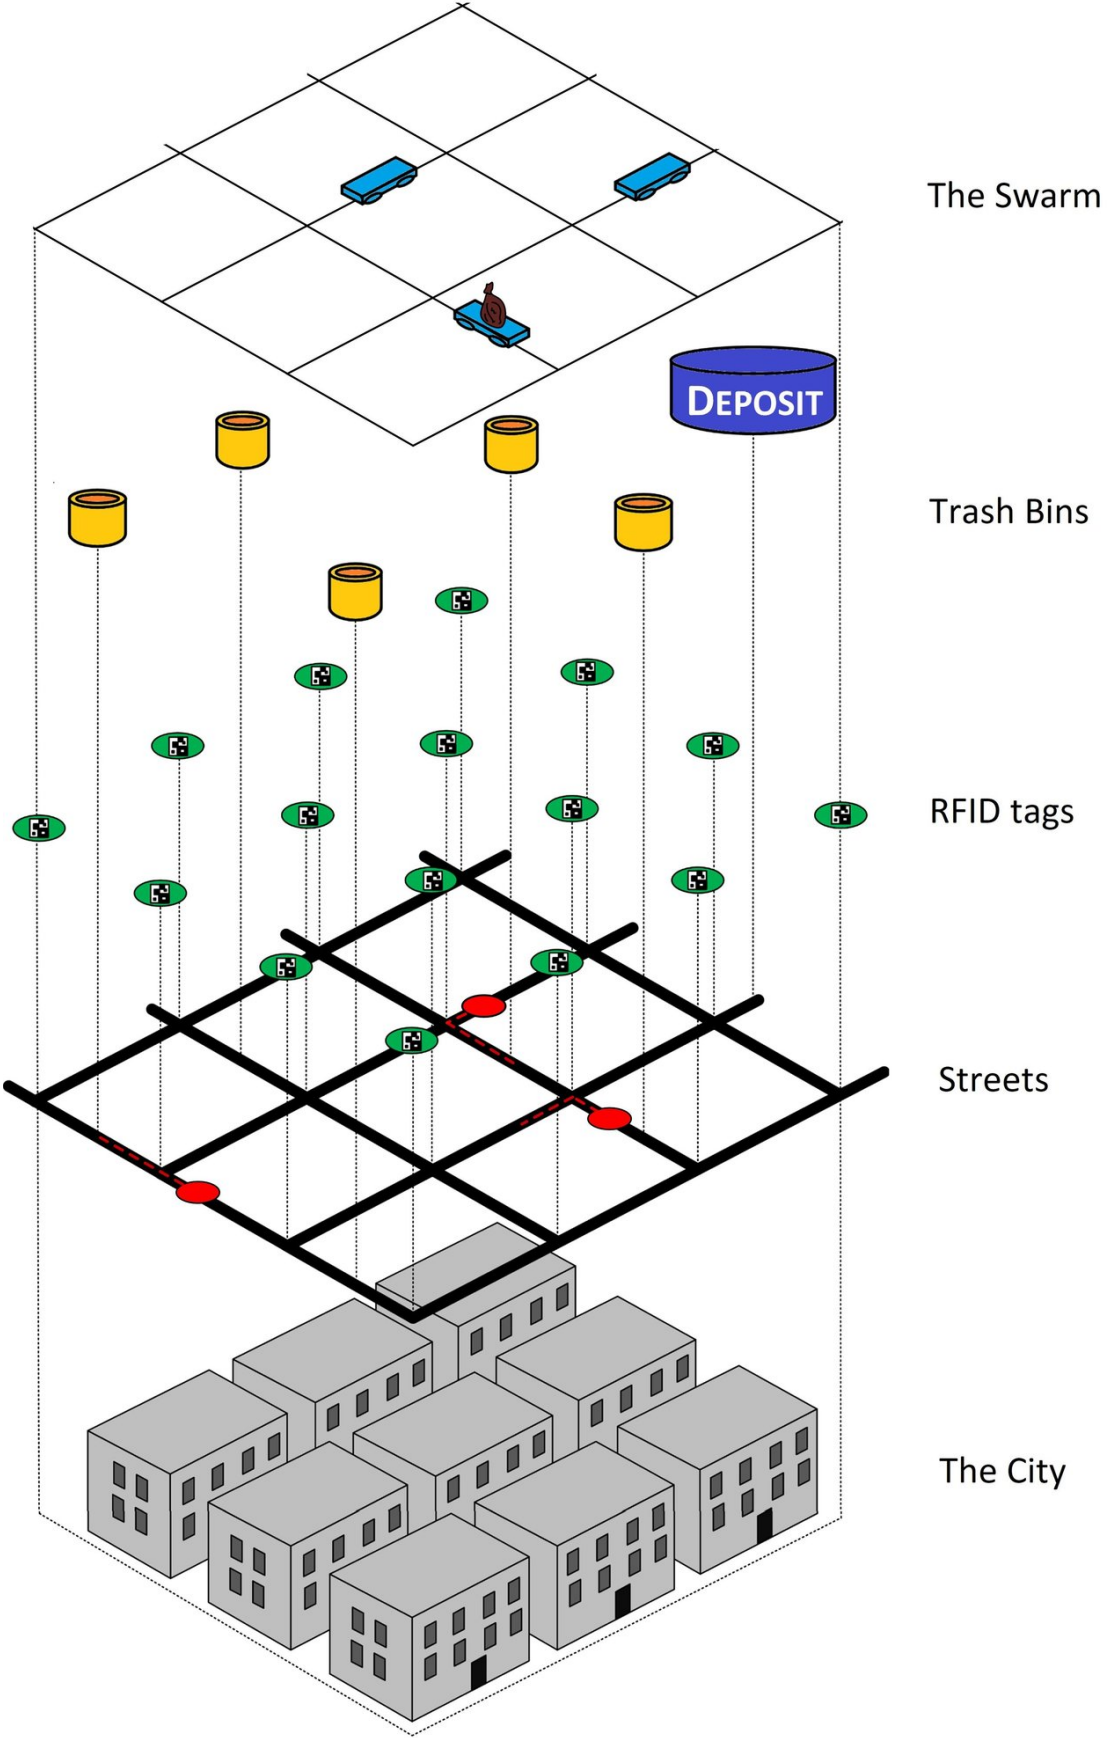 The Swarm
DEPOSIT
Trash Bins
RFID tags
Streets
The City